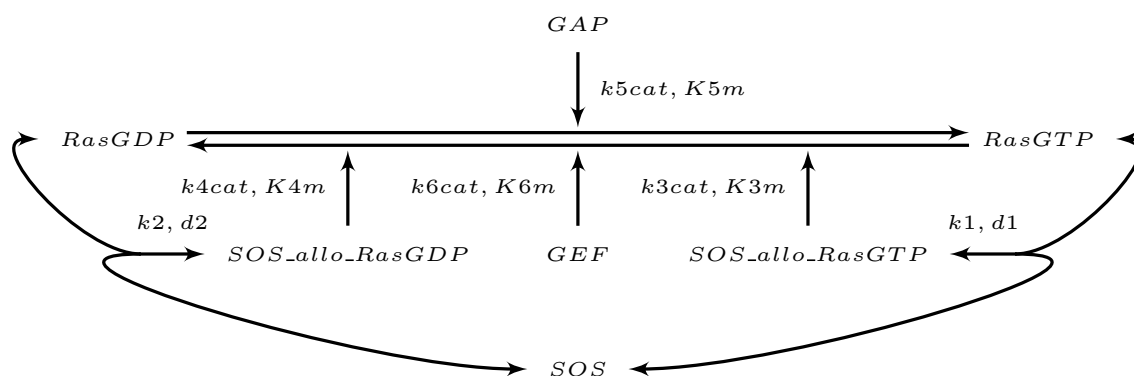 GAP
k5cat, K5m
RasGDP RasGTP
k4cat, K4m k6cat, K6m k3cat, K3m
k2, d2 k1, d1
SOS_allo_RasGDP GEF SOS_allo_RasGTP
SOS